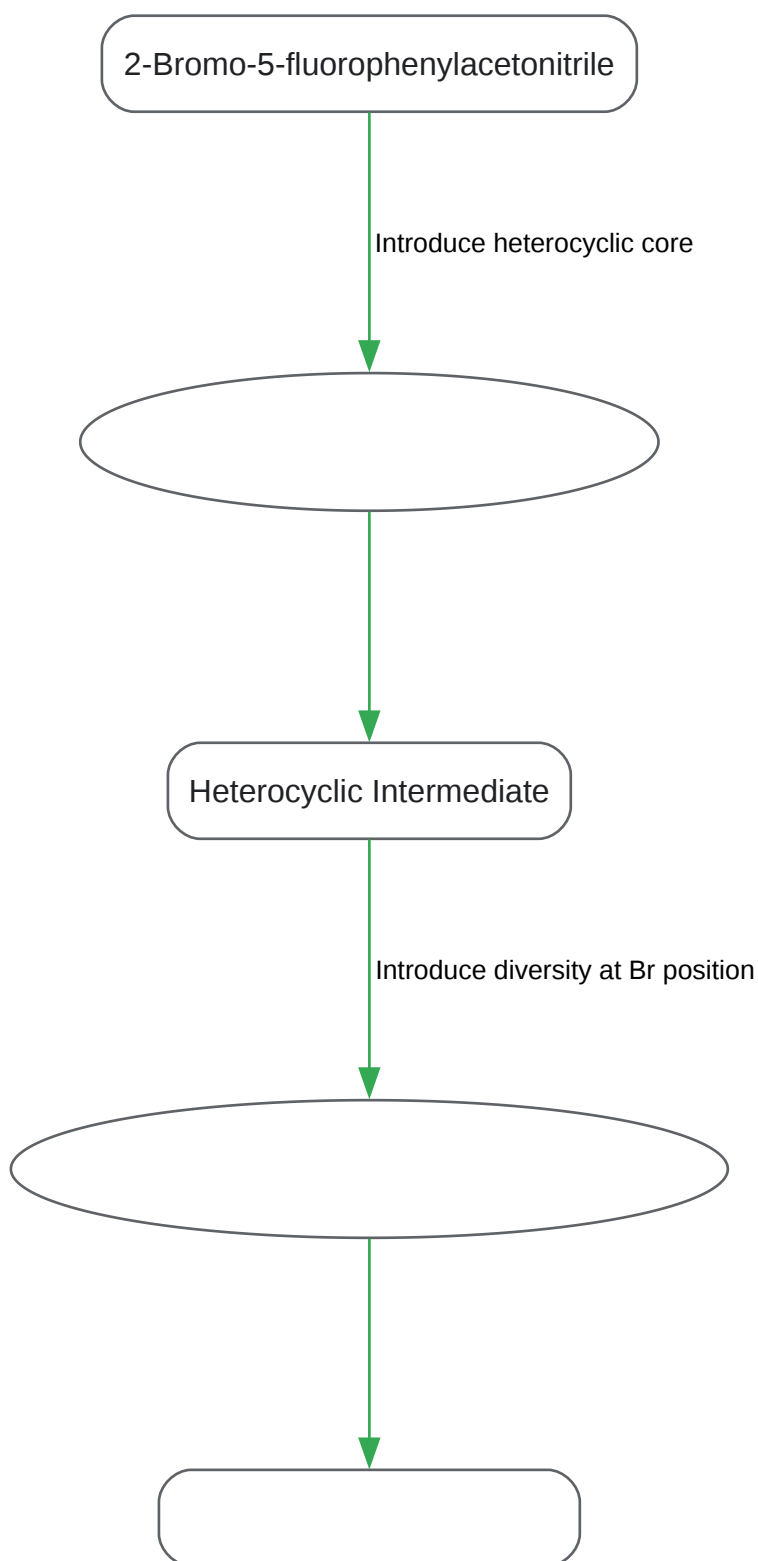 2-Bromo-5-fluorophenylacetonitrile
Introduce heterocyclic core
Heterocyclic Intermediate
Introduce diversity at Br position